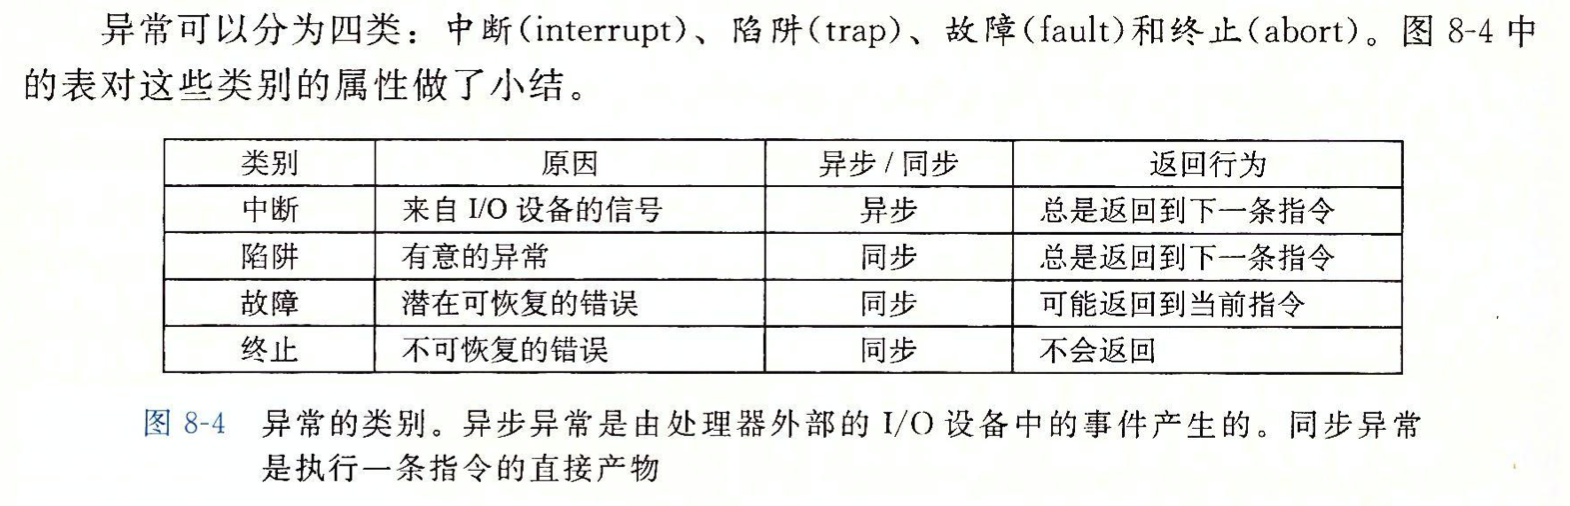 异常可以分为四类：中断(interrupt)、陷阱(trap)、故障(fault)和终止(abort)。图 8-4 中
的表对这些类别的属性做了小结。
类别 原因 异步 / 同步 返回行为
中断 来自 I/O 设备的信号 异步 总是返回到下一条指令
陷阱 有意的异常 同步 总是返回到下一条指令
故障 潜在可恢复的错误 同步 可能返回到当前指令
终止 不可恢复的错误 同步 不会返回
图 8-4 异常的类别。异步异常是由处理器外部的 I/O 设备中的事件产生的。同步异常
是执行一条指令的直接产物